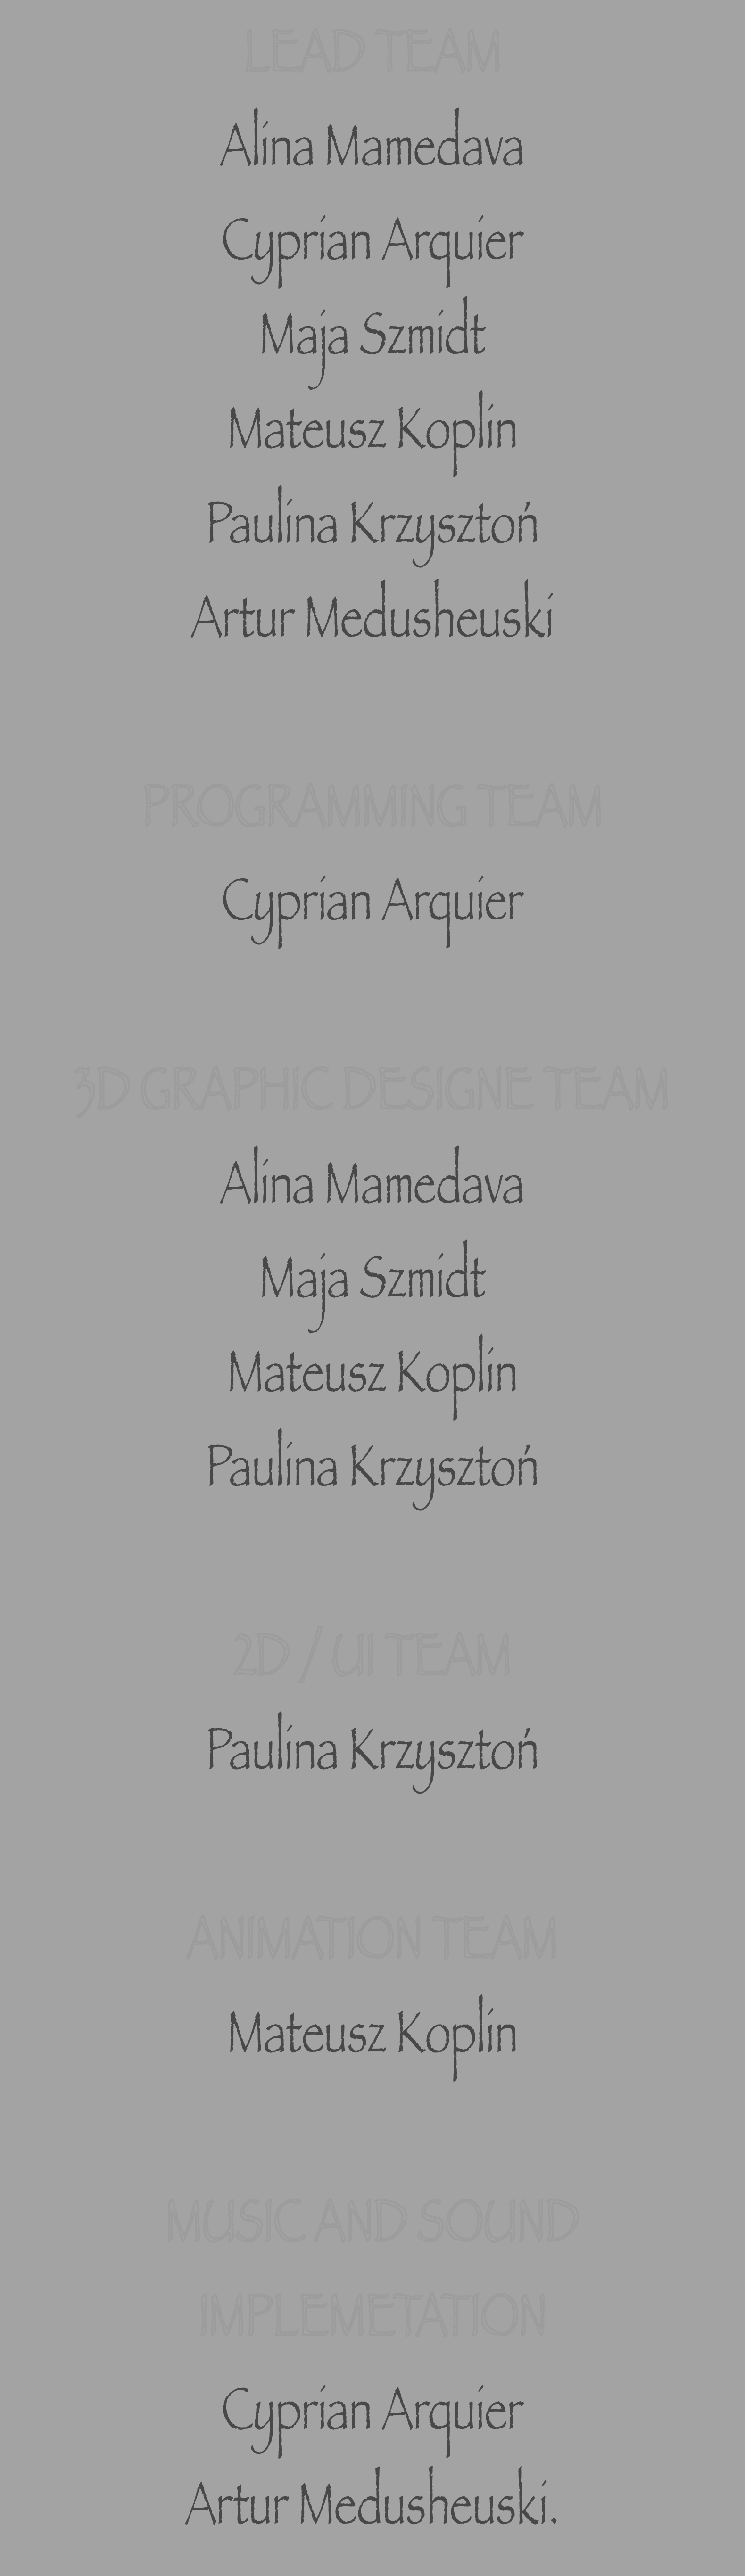 LEAD TEAM
Alina Mamedava
Cyprian Arquier
Maja Szmidt
Mateusz Koplin
Paulina Krzysztoń
Artur Medusheuski
PROGRAMMING TEAM
Cyprian Arquier
3D GRAPHIC DESIGNE TEAM
Alina Mamedava
Maja Szmidt
Mateusz Koplin
Paulina Krzysztoń
2D / UI TEAM
Paulina Krzysztoń
ANIMATION TEAM
Mateusz Koplin
MUSIC AND SOUND
IMPLEMETATION
Cyprian Arquier
Artur Medusheuski.